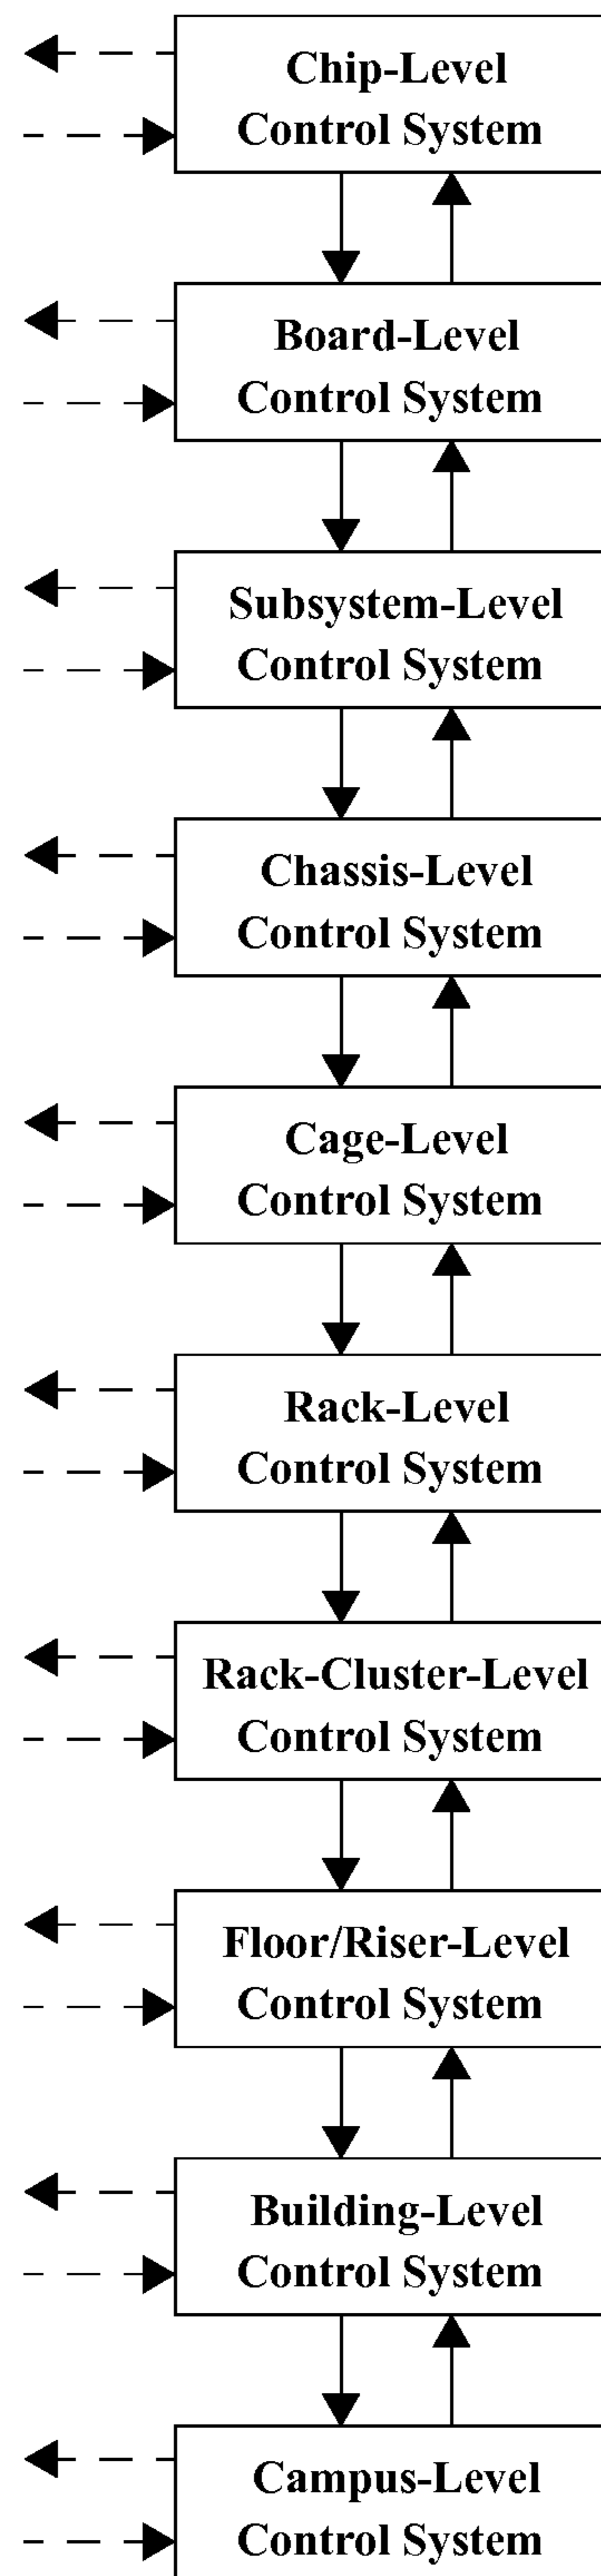 Chip-Level
Control System
Board-Level
Control System
Subsystem-Level
Control System
Chassis-Level
Control System
Cage-Level
Control System
Rack-Level
Control System
Rack-Cluster-Level
Control System
Floor/Riser-Level
Control System
Building-Level
Control System
Campus-Level
Control System